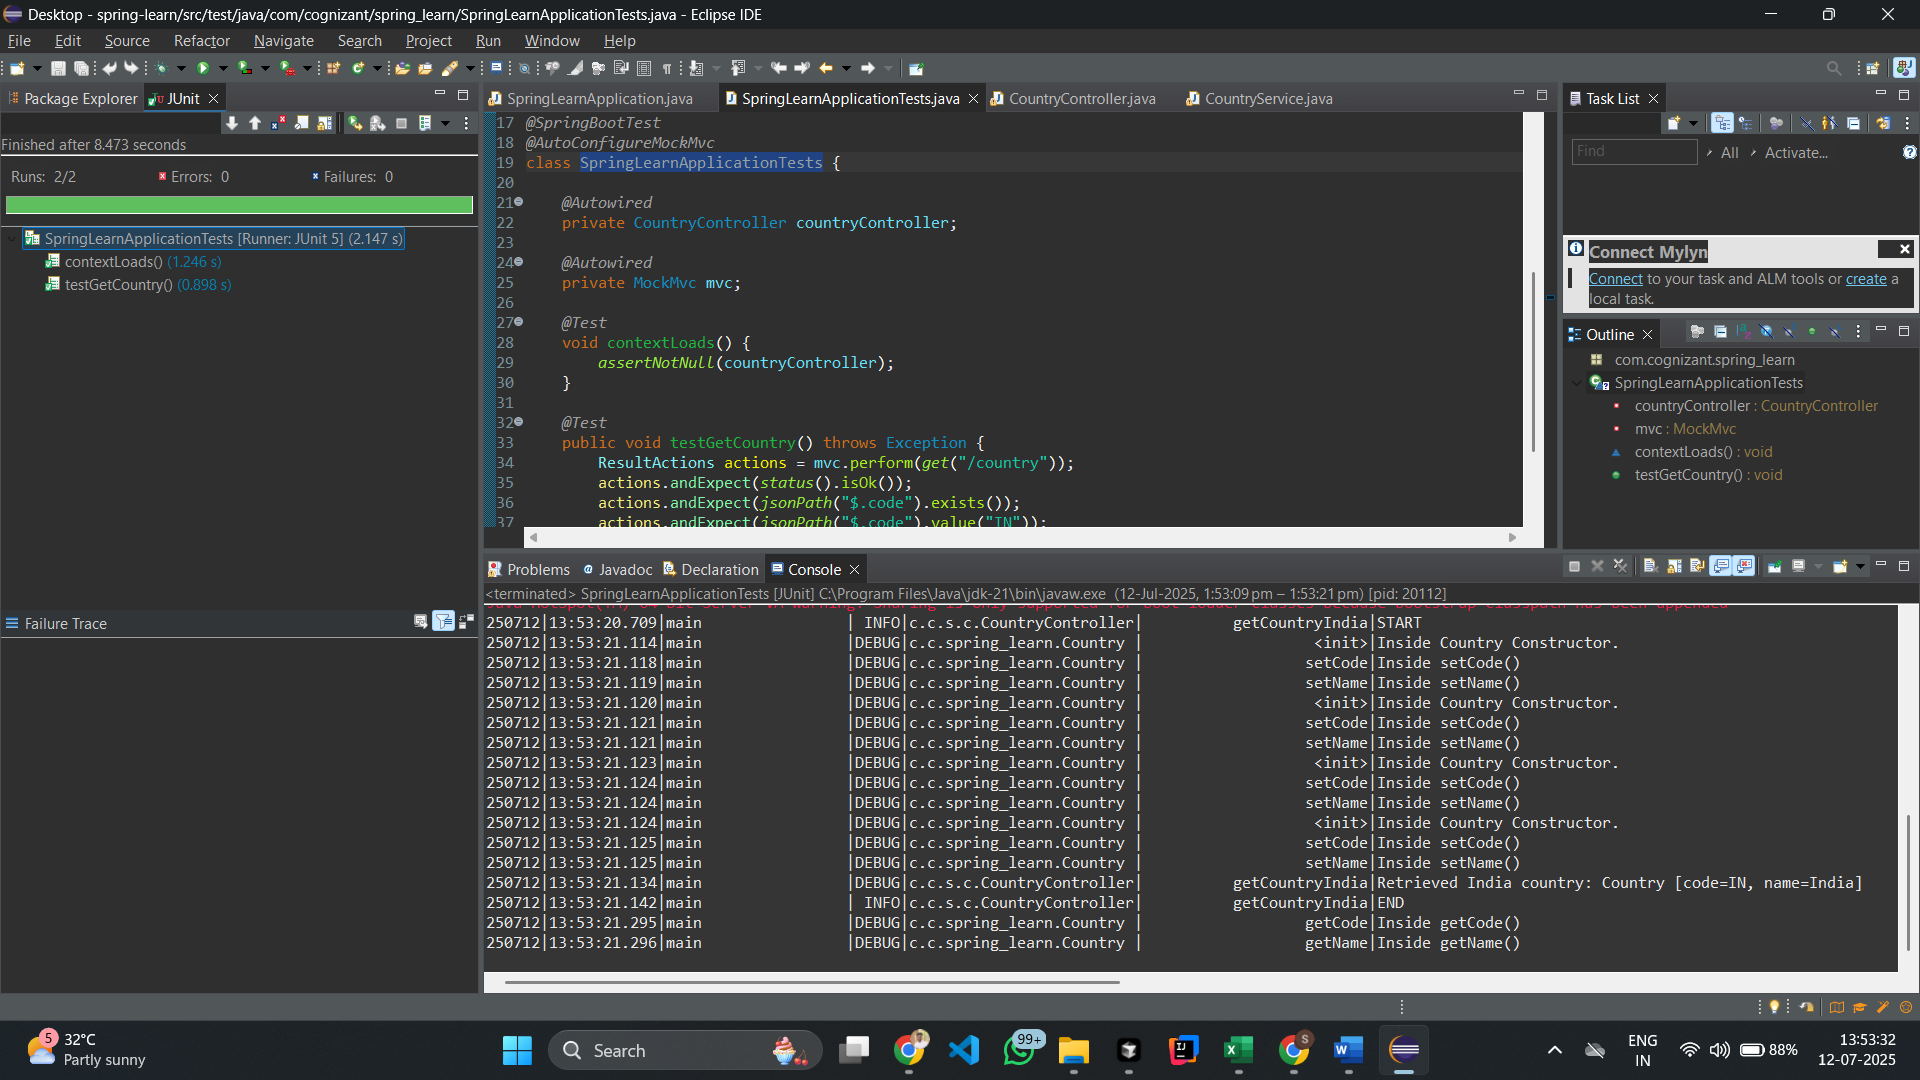 Desktop - spring-learn/src/test/java/com/cognizant/spring_learn/SpringLearnApplicationTests.java - Eclipse IDE
File Edit Source Refactor Navigate Search Project Run Window Help
Package Explorer JUnit
Finished after 8.473 seconds
Runs: 2/2 Errors: 0 Failures: 0
SpringLearnApplicationTests [Runner: JUnit 5] (2.147 s)
contextLoads() (1.246 s)
testGetCountry() (0.898 s)
Failure Trace
SpringLearnApplication.java SpringLearnApplicationTests.java CountryController.java CountryService.java
17 @SpringBootTest
18 @AutoConfigureMockMvc
19 class SpringLearnApplicationTests {
20
21 @Autowired
22 private CountryController countryController;
23
24 @Autowired
25 private MockMvc mvc;
26
27 @Test
28 void contextLoads() {
29 assertNotNull(countryController);
30 }
31
32 @Test
33 public void testGetCountry() throws Exception {
34 ResultActions actions = mvc.perform(get("/country"));
35 actions.andExpect(status().isOk());
36 actions.andExpect(jsonPath("$.code").exists());
37 actions.andExpect(jsonPath("$.code").value("IN"));
Task List
Find All Activate...
Connect Mylyn
Connect to your task and ALM tools or create a
local task.
Outline
com.cognizant.spring_learn
SpringLearnApplicationTests
countryController : CountryController
mvc : MockMvc
contextLoads() : void
testGetCountry() : void
Problems Javadoc Declaration Console
<terminated> SpringLearnApplicationTests [JUnit] C:\Program Files\Java\jdk-21\bin\javaw.exe (12-Jul-2025, 1:53:09 pm – 1:53:21 pm) [pid: 20112]
250712|13:53:20.709|main | INFO|c.c.s.c.CountryController| getCountryIndia|START
250712|13:53:21.114|main |DEBUG|c.c.spring_learn.Country | <init>|Inside Country Constructor.
250712|13:53:21.118|main |DEBUG|c.c.spring_learn.Country | setCode|Inside setCode()
250712|13:53:21.119|main |DEBUG|c.c.spring_learn.Country | setName|Inside setName()
250712|13:53:21.120|main |DEBUG|c.c.spring_learn.Country | <init>|Inside Country Constructor.
250712|13:53:21.121|main |DEBUG|c.c.spring_learn.Country | setCode|Inside setCode()
250712|13:53:21.121|main |DEBUG|c.c.spring_learn.Country | setName|Inside setName()
250712|13:53:21.123|main |DEBUG|c.c.spring_learn.Country | <init>|Inside Country Constructor.
250712|13:53:21.124|main |DEBUG|c.c.spring_learn.Country | setCode|Inside setCode()
250712|13:53:21.124|main |DEBUG|c.c.spring_learn.Country | setName|Inside setName()
250712|13:53:21.124|main |DEBUG|c.c.spring_learn.Country | <init>|Inside Country Constructor.
250712|13:53:21.125|main |DEBUG|c.c.spring_learn.Country | setCode|Inside setCode()
250712|13:53:21.125|main |DEBUG|c.c.spring_learn.Country | setName|Inside setName()
250712|13:53:21.134|main |DEBUG|c.c.s.c.CountryController| getCountryIndia|Retrieved India country: Country [code=IN, name=India]
250712|13:53:21.142|main | INFO|c.c.s.c.CountryController| getCountryIndia|END
250712|13:53:21.295|main |DEBUG|c.c.spring_learn.Country | getCode|Inside getCode()
250712|13:53:21.296|main |DEBUG|c.c.spring_learn.Country | getName|Inside getName()
5
32°C
Partly sunny
Search
99+
ENG
IN
88%
13:53:32
12-07-2025